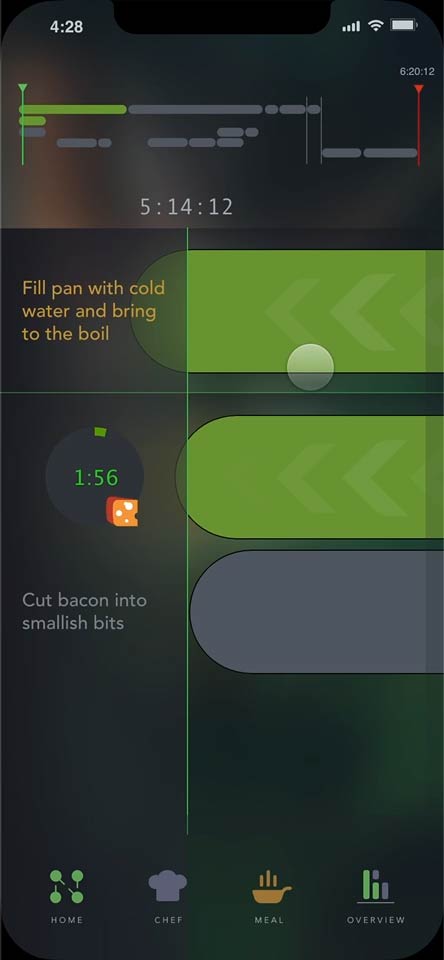 4:28
6:20:12
5:14:12
Fill pan with cold
water and bring
to the boil
1:56
Cut bacon into
smallish bits
HOME CHEF MEAL OVERVIEW